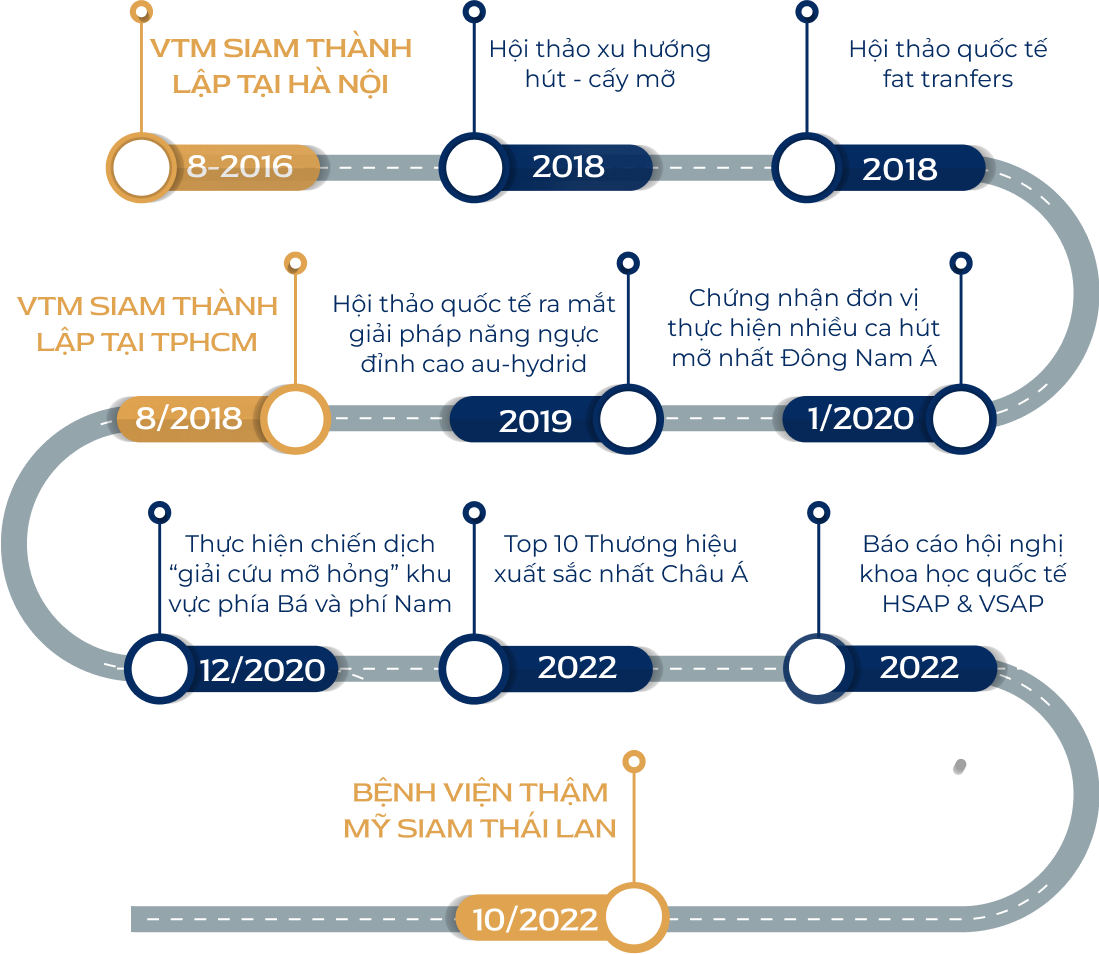 VTM SIAM THÀNH
LẬP TẠI HÀ NỘI
8-2016
Hội thảo xu hướng
hút - cấy mỡ
2018
Hội thảo quốc tế
fat tranfers
2018
VTM SIAM THÀNH
LẬP TẠI TPHCM
8/2018
Hội thảo quốc tế ra mắt
giải pháp năng ngực
đỉnh cao au-hydrid
2019
Chứng nhận đơn vị
thực hiện nhiều ca hút
mỡ nhất Đông Nam Á
1/2020
Thực hiện chiến dịch
“giải cứu mỡ hỏng” khu
vực phía Bá và phí Nam
12/2020
Top 10 Thương hiệu
xuất sắc nhất Châu Á
2022
Báo cáo hội nghị
khoa học quốc tế
HSAP & VSAP
2022
BỆNH VIỆN THẬM
MỸ SIAM THÁI LAN
10/2022